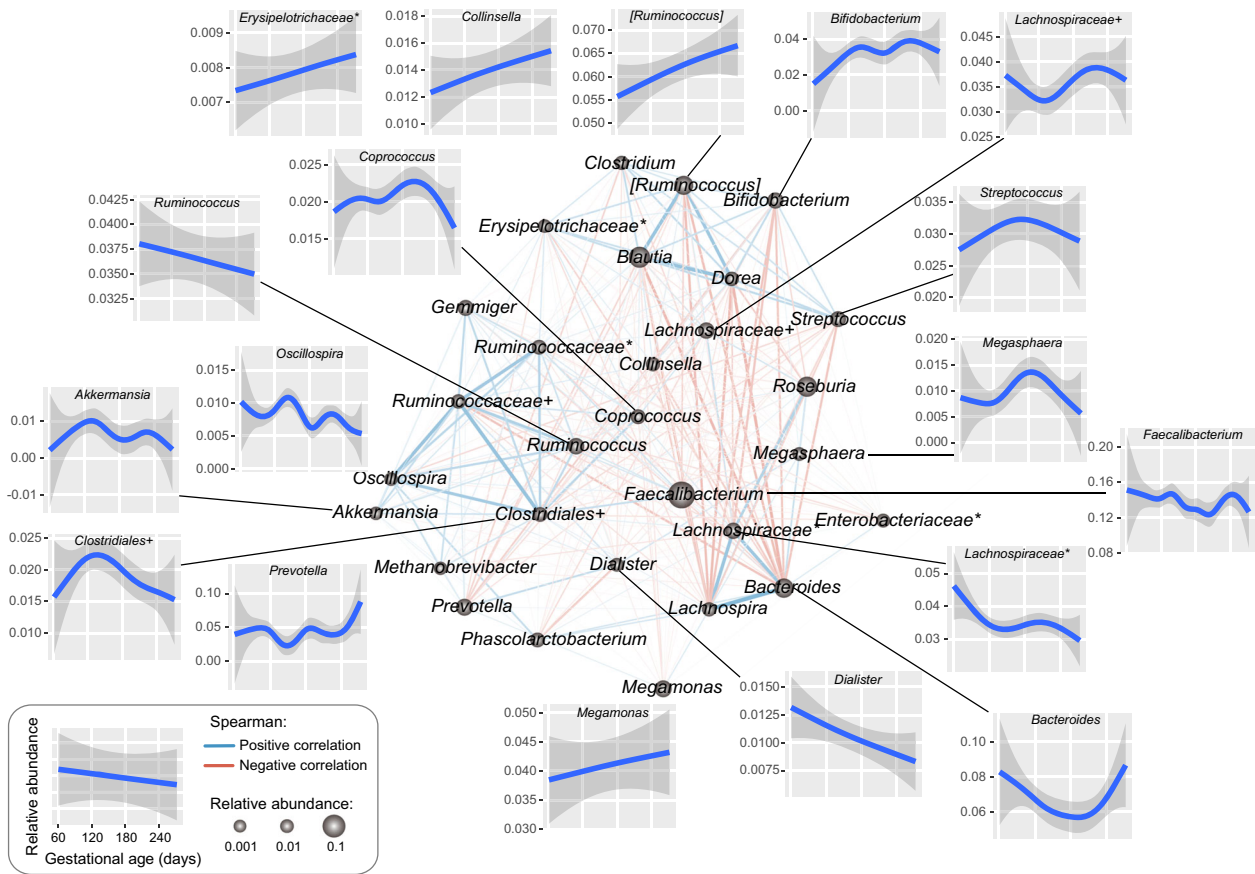 Erysipelotrichaceae*
0.009
0.008
0.007
Collinsella
0.018
0.016
0.014
0.012
0.010
[Ruminococcus]
0.070
0.065
0.060
0.055
0.050
Bifidobacterium
0.04
0.02
0.00
Lachnospiraceae+
0.045
0.040
0.035
0.030
0.025
Coprococcus
0.025
0.020
0.015
Ruminococcus
0.0425
0.0400
0.0375
0.0350
0.0325
Streptococcus
0.035
0.030
0.025
0.020
Oscillospira
0.015
0.010
0.005
0.000
Megasphaera
0.020
0.015
0.010
0.005
0.000
Akkermansia
0.01
0.00
-0.01
Faecalibacterium
0.20
0.16
0.12
0.08
Clostridiales+
0.025
0.020
0.015
0.010
Prevotella
0.10
0.05
0.00
Lachnospiraceae*
0.05
0.04
0.03
Megamonas
0.050
0.045
0.040
0.035
0.030
Dialister
0.0150
0.0125
0.0100
0.0075
Bacteroides
0.10
0.08
0.06
Clostridium
[Ruminococcus]
Bifidobacterium
Erysipelotrichaceae*
Blautia
Dorea
Gemmiger
Lachnospiraceae+
Streptococcus
Ruminococcaceae*
Collinsella
Roseburia
Ruminococcaceae+
Coprococcus
Ruminococcus
Megasphaera
Oscillospira
Faecalibacterium
Akkermansia
Clostridiales+
Enterobacteriaceae*
Lachnospiraceae*
Methanobrevibacter
Dialister
Bacteroides
Prevotella
Lachnospira
Phascolarctobacterium
Megamonas
Relative abundance
60 120 180 240
Gestational age (days)
Spearman:
Positive correlation
Negative correlation
Relative abundance:
0.001 0.01 0.1